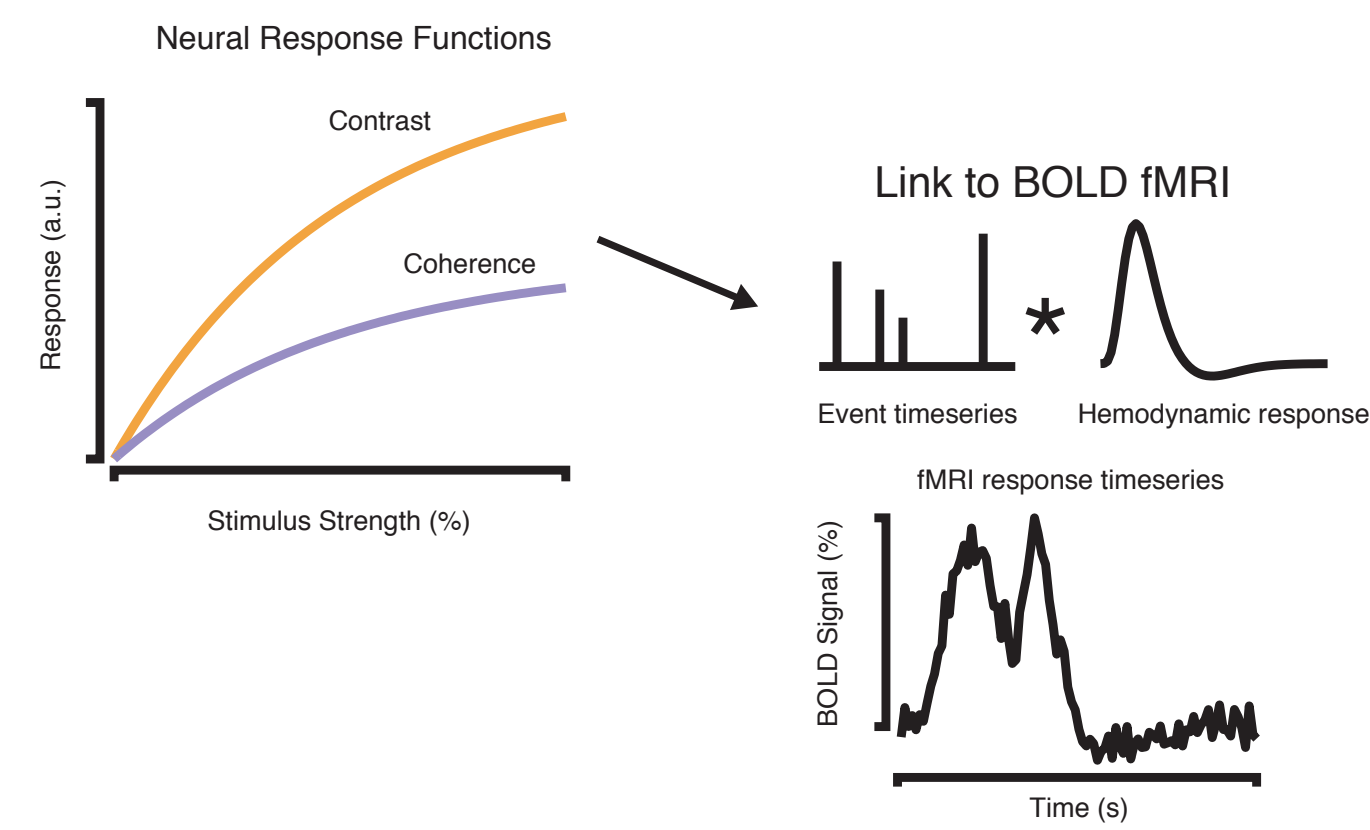 Neural Response Functions
Contrast
Coherence
Response (a.u.)
Stimulus Strength (%)
Link to BOLD fMRI
*
Event timeseries
Hemodynamic response
fMRI response timeseries
BOLD Signal (%)
Time (s)